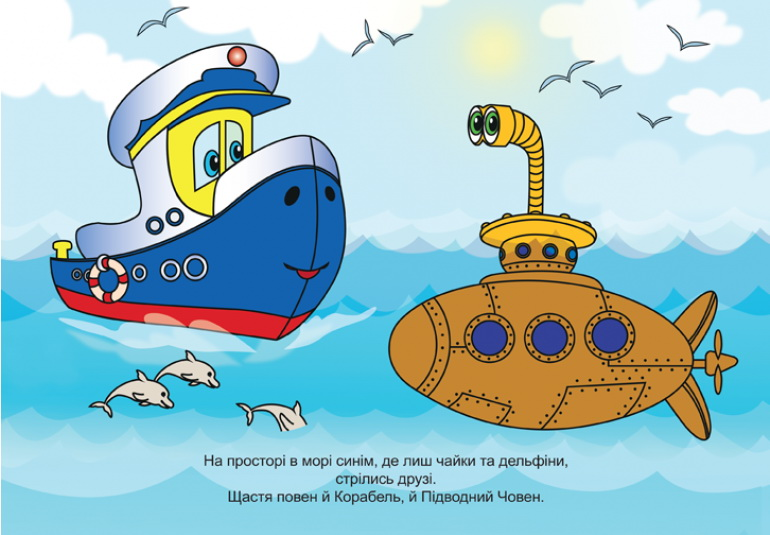 На просторі в морі синім, де лиш чайки та дельфіни,
стрілись друзі.
Щастя повен й Корабель, й Підводний Човен.